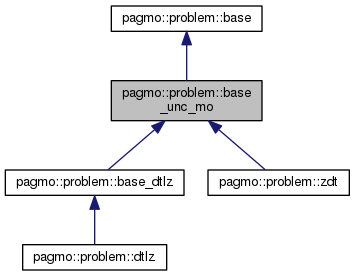 pagmo::problem::base
pagmo::problem::base
_unc_mo
pagmo::problem::base_dtlz
pagmo::problem::zdt
pagmo::problem::dtlz